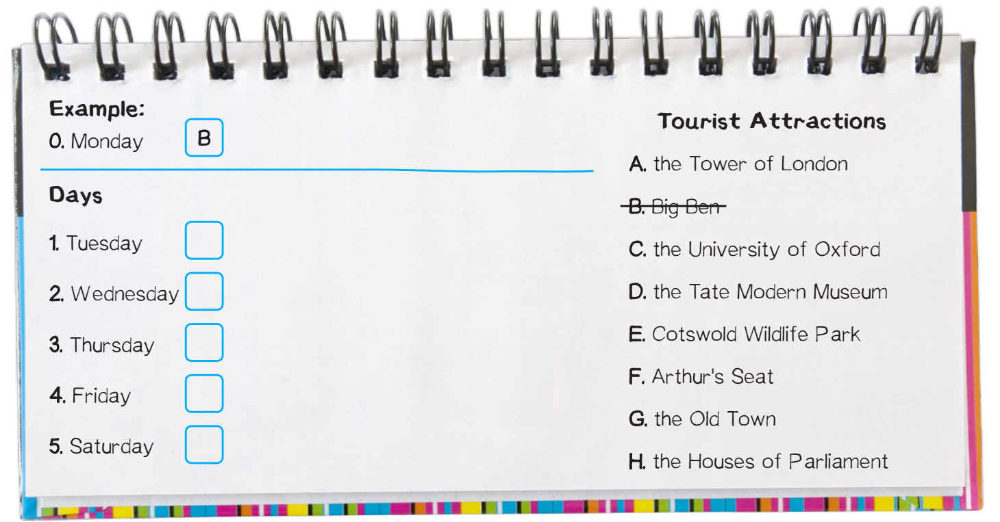 Example:
0. Monday B
Days
1. Tuesday
2. Wednesday
3. Thursday
4. Friday
5. Saturday
Tourist Attractions
A. the Tower of London
B. Big Ben
C. the University of Oxford
D. the Tate Modern Museum
E. Cotswold Wildlife Park
F. Arthur's Seat
G. the Old Town
H. the Houses of Parliament